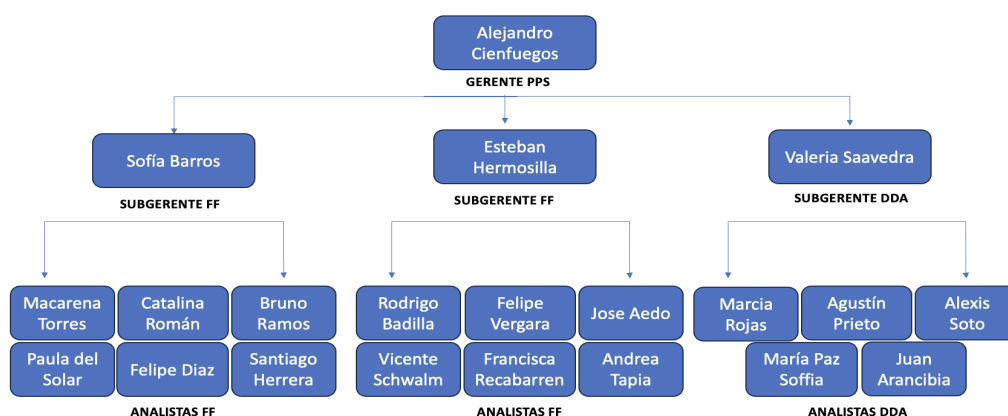 Alejandro
Cienfuegos
GERENTE PPS
Sofía Barros
SUBGERENTE FF
Esteban
Hermosilla
SUBGERENTE FF
Valeria Saavedra
SUBGERENTE DDA
Macarena
Torres
Catalina
Román
Bruno
Ramos
Paula del
Solar
Felipe Diaz
Santiago
Herrera
ANALISTAS FF
Rodrigo
Badilla
Felipe
Vergara
Jose Aedo
Vicente
Schwalm
Francisca
Recabarren
Andrea
Tapia
ANALISTAS FF
Marcia
Rojas
Agustín
Prieto
Alexis
Soto
María Paz
Soffia
Juan
Arancibia
ANALISTAS DDA